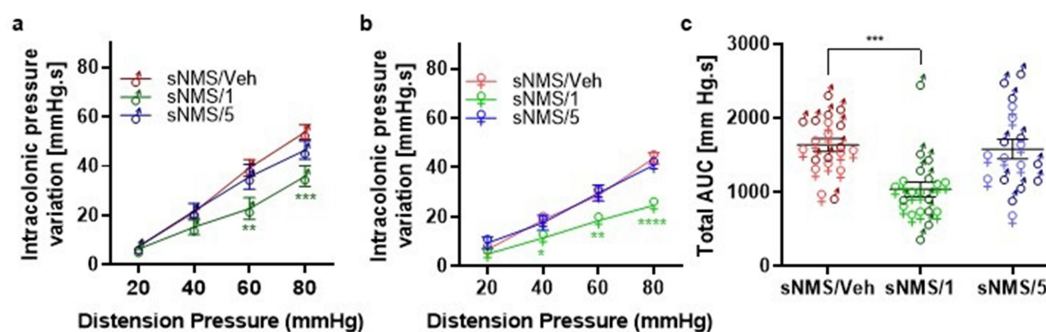 a
Intracolonic pressure
variation [mmHg.s]
80
60
40
20
0
sNMS/Veh
sNMS/1
sNMS/5
**
***
20 40 60 80
Distension Pressure (mmHg)
b
Intracolonic pressure
variation [mmHg.s]
80
60
40
20
0
sNMS/Veh
sNMS/1
sNMS/5
*
**
****
20 40 60 80
Distension Pressure (mmHg)
c
Total AUC [mm Hg.s]
3000
2000
1000
0
***
sNMS/Veh sNMS/1 sNMS/5